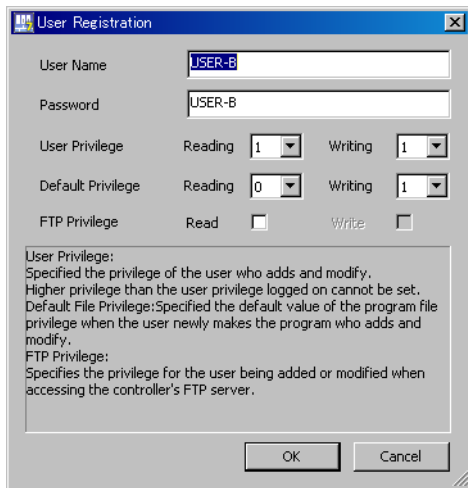 User Registration
User Name USER-B
Password USER-B
User Privilege Reading 1 Writing 1
Default Privilege Reading 0 Writing 1
FTP Privilege Read Write
User Privilege:
Specified the privilege of the user who adds and modify.
Higher privilege than the user privilege logged on cannot be set.
Default File Privilege:Specified the default value of the program file
privilege when the user newly makes the program who adds and
modify.
FTP Privilege:
Specifies the privilege for the user being added or modified when
accessing the controller's FTP server.
OK Cancel